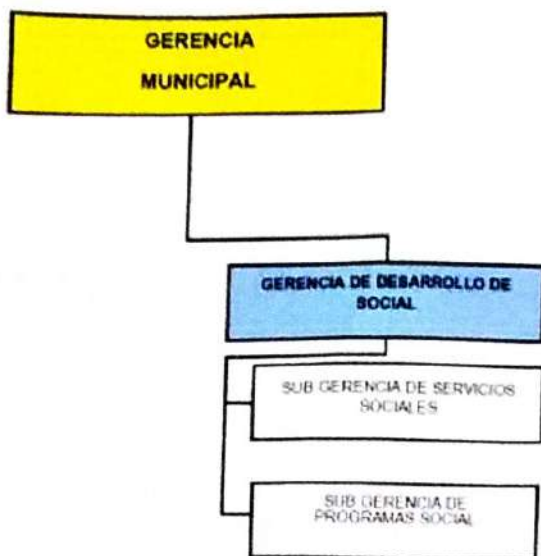 GERENCIA
MUNICIPAL
GERENCIA DE DESARROLLO DE
SOCIAL
SUB GERENCIA DE SERVICIOS
SOCIALES
SUB GERENCIA DE
PROGRAMAS SOCIAL